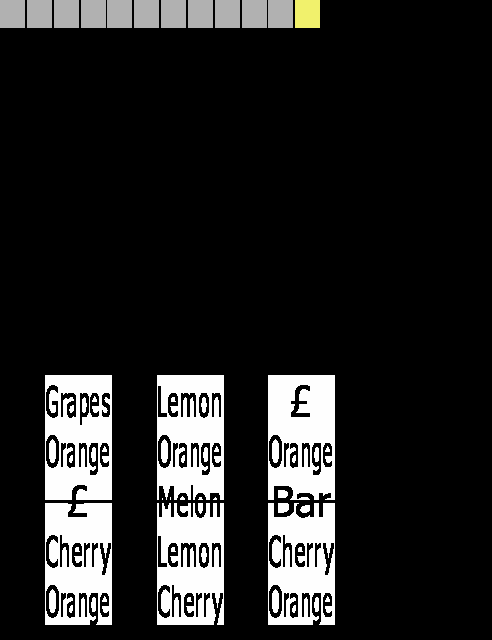 Grapes Lemon £
Orange Orange Orange
£ Melon Bar
Cherry Lemon Cherry
Orange Cherry Orange